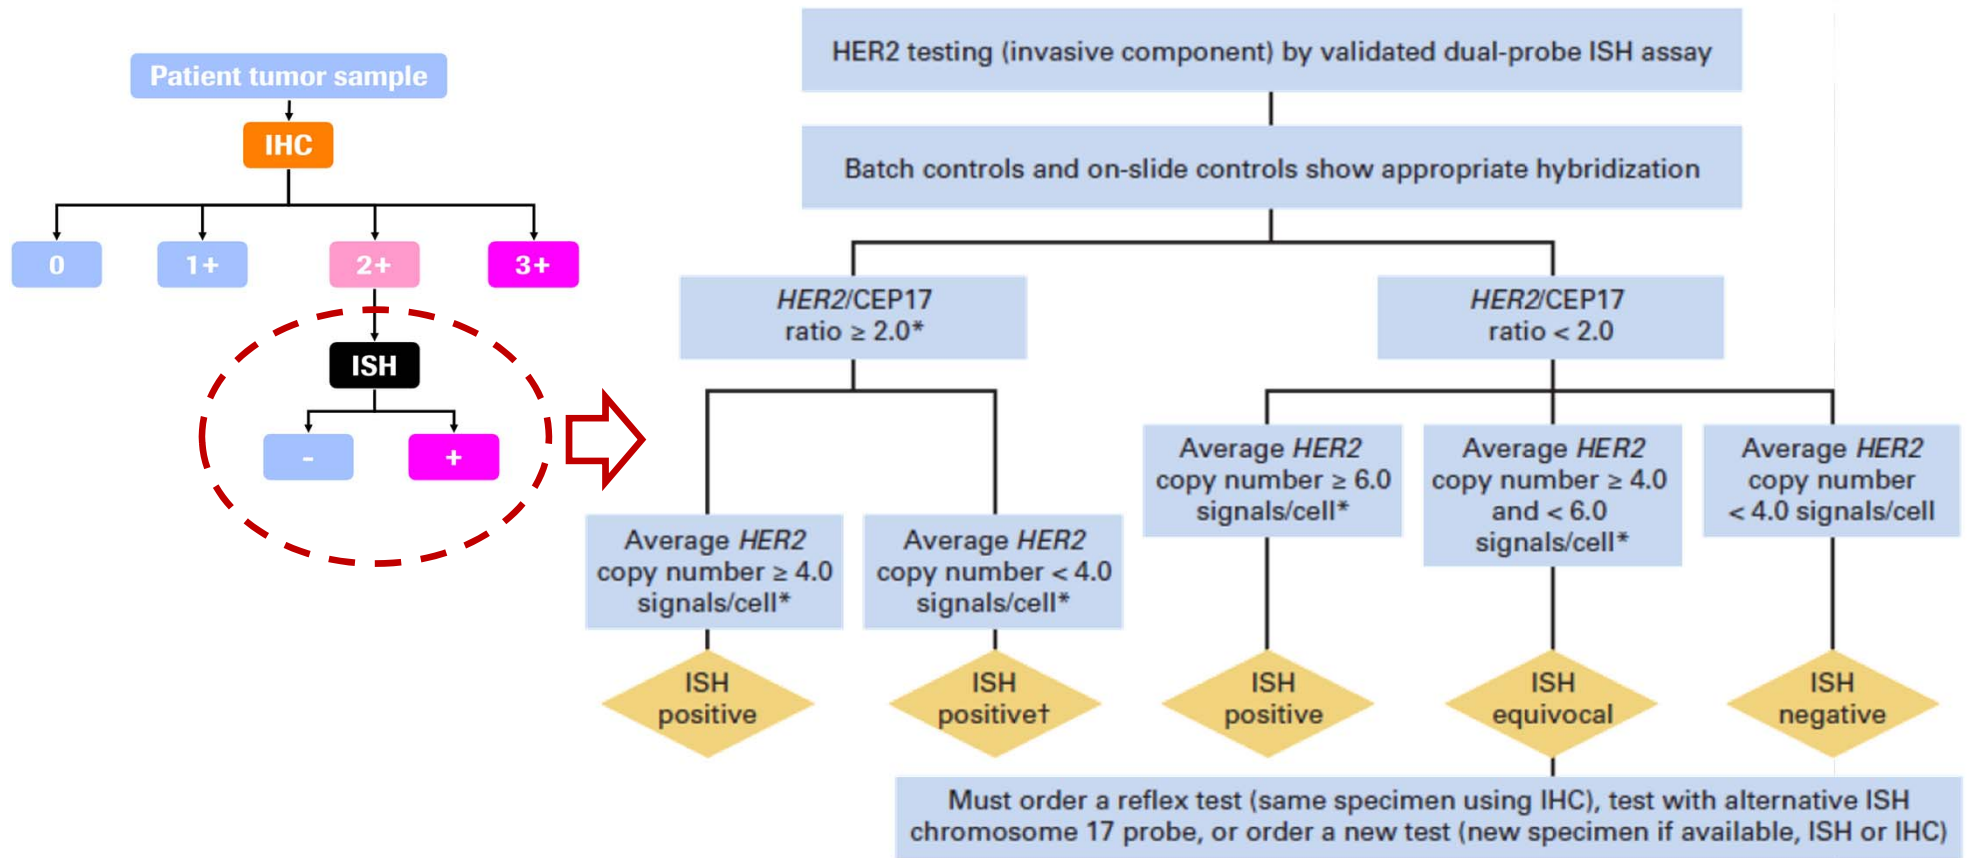 Patient tumor sample
IHC
0
1+
2+
3+
ISH
-
+
HER2 testing (invasive component) by validated dual-probe ISH assay
Batch controls and on-slide controls show appropriate hybridization
HER2/CEP17
ratio ≥ 2.0*
HER2/CEP17
ratio < 2.0
Average HER2
copy number ≥ 4.0
signals/cell*
Average HER2
copy number < 4.0
signals/cell*
Average HER2
copy number ≥ 6.0
signals/cell*
Average HER2
copy number ≥ 4.0
and < 6.0
signals/cell*
Average HER2
copy number
< 4.0 signals/cell
ISH
positive
ISH
positive†
ISH
positive
ISH
equivocal
ISH
negative
Must order a reflex test (same specimen using IHC), test with alternative ISH
chromosome 17 probe, or order a new test (new specimen if available, ISH or IHC)